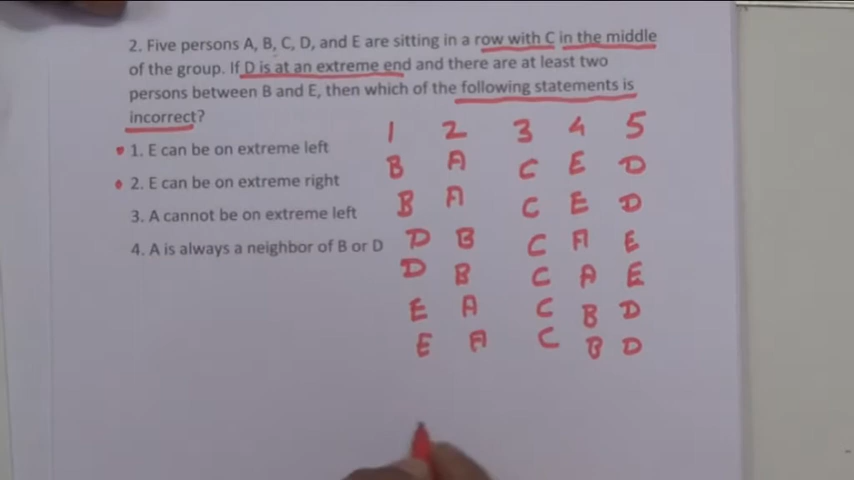 2. Five persons A, B, C, D, and E are sitting in a row with C in the middle
of the group. If D is at an extreme end and there are at least two
persons between B and E, then which of the following statements is
incorrect?
1. E can be on extreme left
2. E can be on extreme right
3. A cannot be on extreme left
4. A is always a neighbor of B or D
1 2 3 4 5
B A C E D
B A C E D
D B C A E
D B C A E
E A C B D
E A C B D